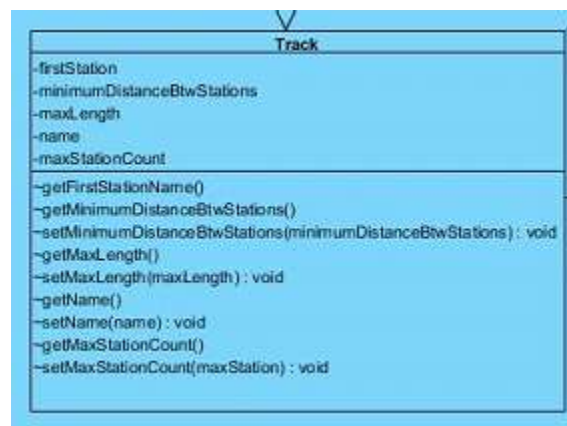 Track
-firstStation
-minimumDistanceBtwStations
-maxLength
-name
-maxStationCount
~getFirstStationName()
~getMinimumDistanceBtwStations()
~setMinimumDistanceBtwStations(minimumDistanceBtwStations) : void
~getMaxLength()
~setMaxLength(maxLength) : void
~getName()
~setName(name) : void
~getMaxStationCount()
~setMaxStationCount(maxStation) : void